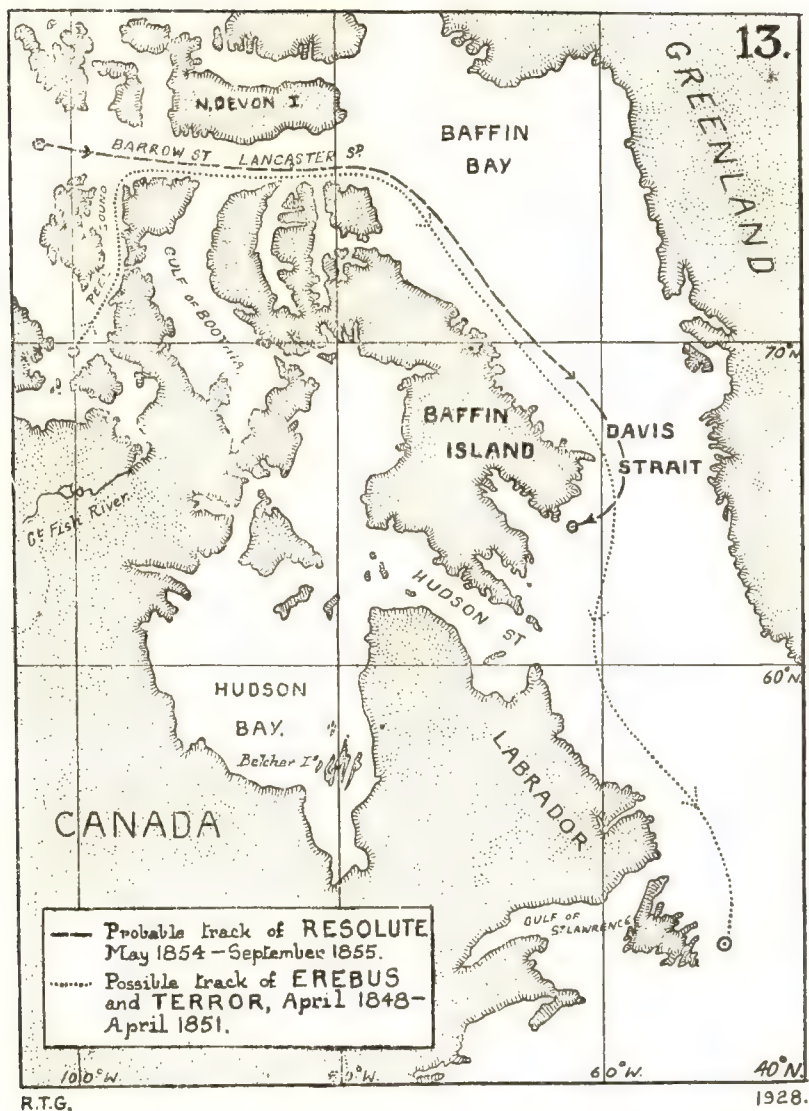 13.
GREENLAND
N. DEVON I.
BAFFIN
BAY
BARROW ST LANCASTER SD.
PEEL SOUND
GULF OF BOOTHIA
70°N
BAFFIN
ISLAND
DAVIS
STRAIT
Gt Fish River.
HUDSON ST
60°N.
HUDSON
BAY.
Belcher Is
LABRADOR
CANADA
GULF OF
ST LAWRENCE
Probable track of RESOLUTE
May 1854—September 1855.
Possible track of EREBUS
and TERROR, April 1848—
April 1851.
100°W.
60°W.
40°N.
R.T.G.
1928.